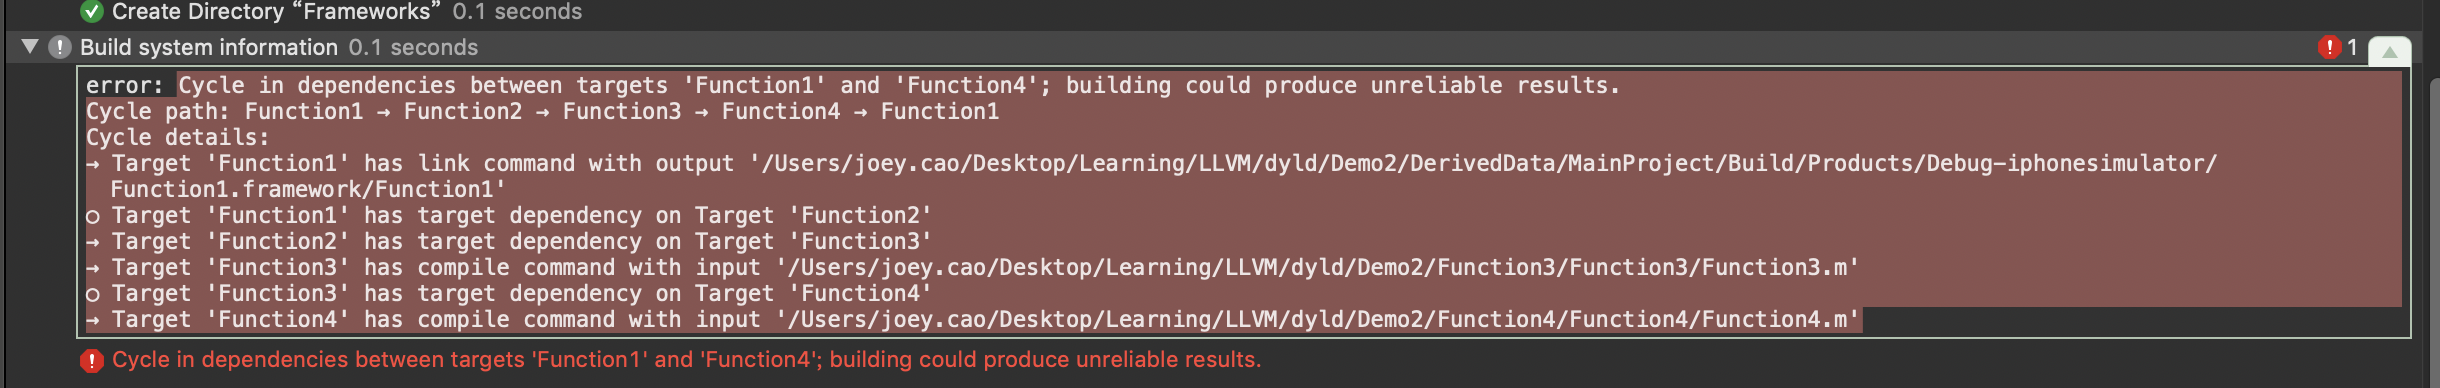 Create Directory “Frameworks” 0.1 seconds
Build system information 0.1 seconds 1
error: Cycle in dependencies between targets 'Function1' and 'Function4'; building could produce unreliable results.
Cycle path: Function1 → Function2 → Function3 → Function4 → Function1
Cycle details:
→ Target 'Function1' has link command with output '/Users/joey.cao/Desktop/Learning/LLVM/dyld/Demo2/DerivedData/MainProject/Build/Products/Debug-iphonesimulator/
Function1.framework/Function1'
○ Target 'Function1' has target dependency on Target 'Function2'
→ Target 'Function2' has target dependency on Target 'Function3'
→ Target 'Function3' has compile command with input '/Users/joey.cao/Desktop/Learning/LLVM/dyld/Demo2/Function3/Function3/Function3.m'
○ Target 'Function3' has target dependency on Target 'Function4'
→ Target 'Function4' has compile command with input '/Users/joey.cao/Desktop/Learning/LLVM/dyld/Demo2/Function4/Function4/Function4.m'
Cycle in dependencies between targets 'Function1' and 'Function4'; building could produce unreliable results.